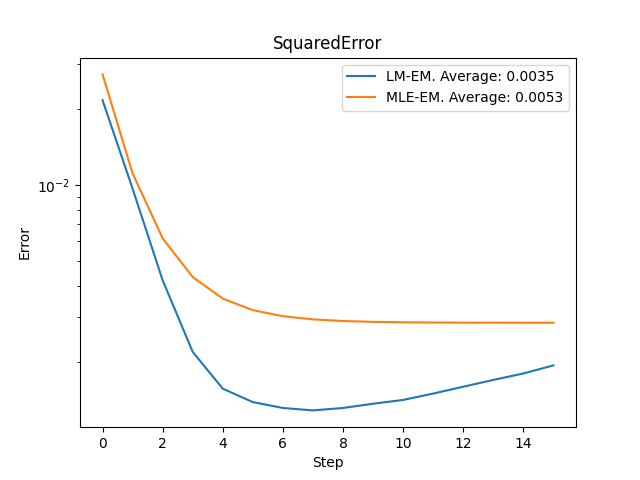 SquaredError
LM-EM. Average: 0.0035
MLE-EM. Average: 0.0053
10⁻²
Error
0 2 4 6 8 10 12 14
Step